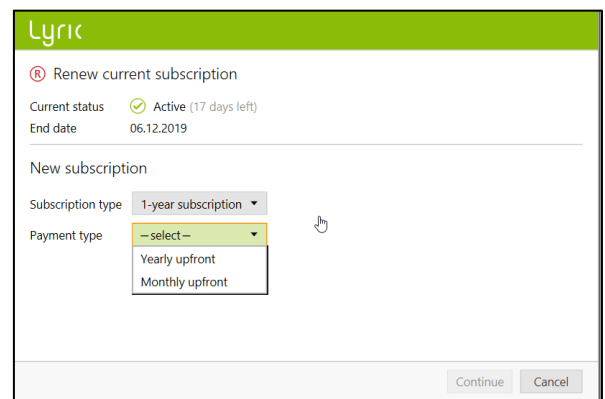 Lyric
R Renew current subscription
Current status Active (17 days left)
End date 06.12.2019
New subscription
Subscription type 1-year subscription
Payment type –select–
Yearly upfront
Monthly upfront
Continue Cancel